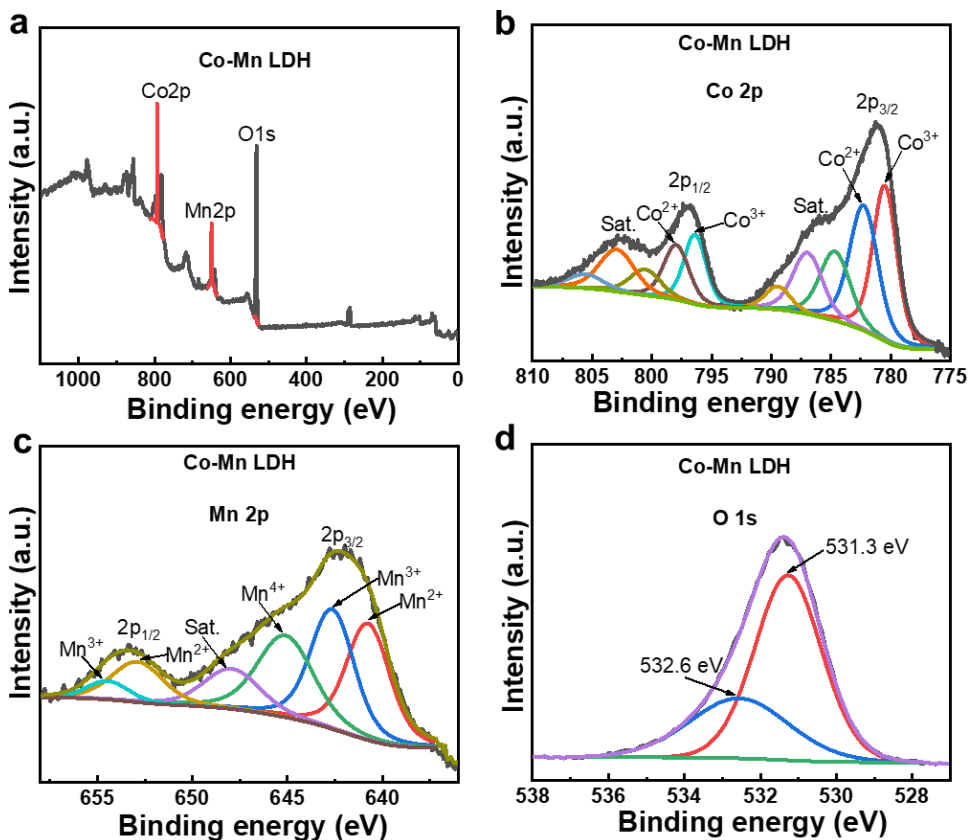 a
Co-Mn LDH
Co2p
O1s
Mn2p
Intensity (a.u.)
1000 800 600 400 200 0
Binding energy (eV)
b
Co-Mn LDH
Co 2p
2p3/2
Co3+
Co2+
2p1/2
Sat.
Sat.
Co2+
Co3+
Intensity (a.u.)
810 805 800 795 790 785 780 775
Binding energy (eV)
c
Co-Mn LDH
Mn 2p
2p3/2
Mn3+
Mn4+
Mn2+
Sat.
2p1/2
Mn3+
Mn2+
Intensity (a.u.)
655 650 645 640
Binding energy (eV)
d
Co-Mn LDH
O 1s
531.3 eV
532.6 eV
Intensity (a.u.)
538 536 534 532 530 528
Binding energy (eV)